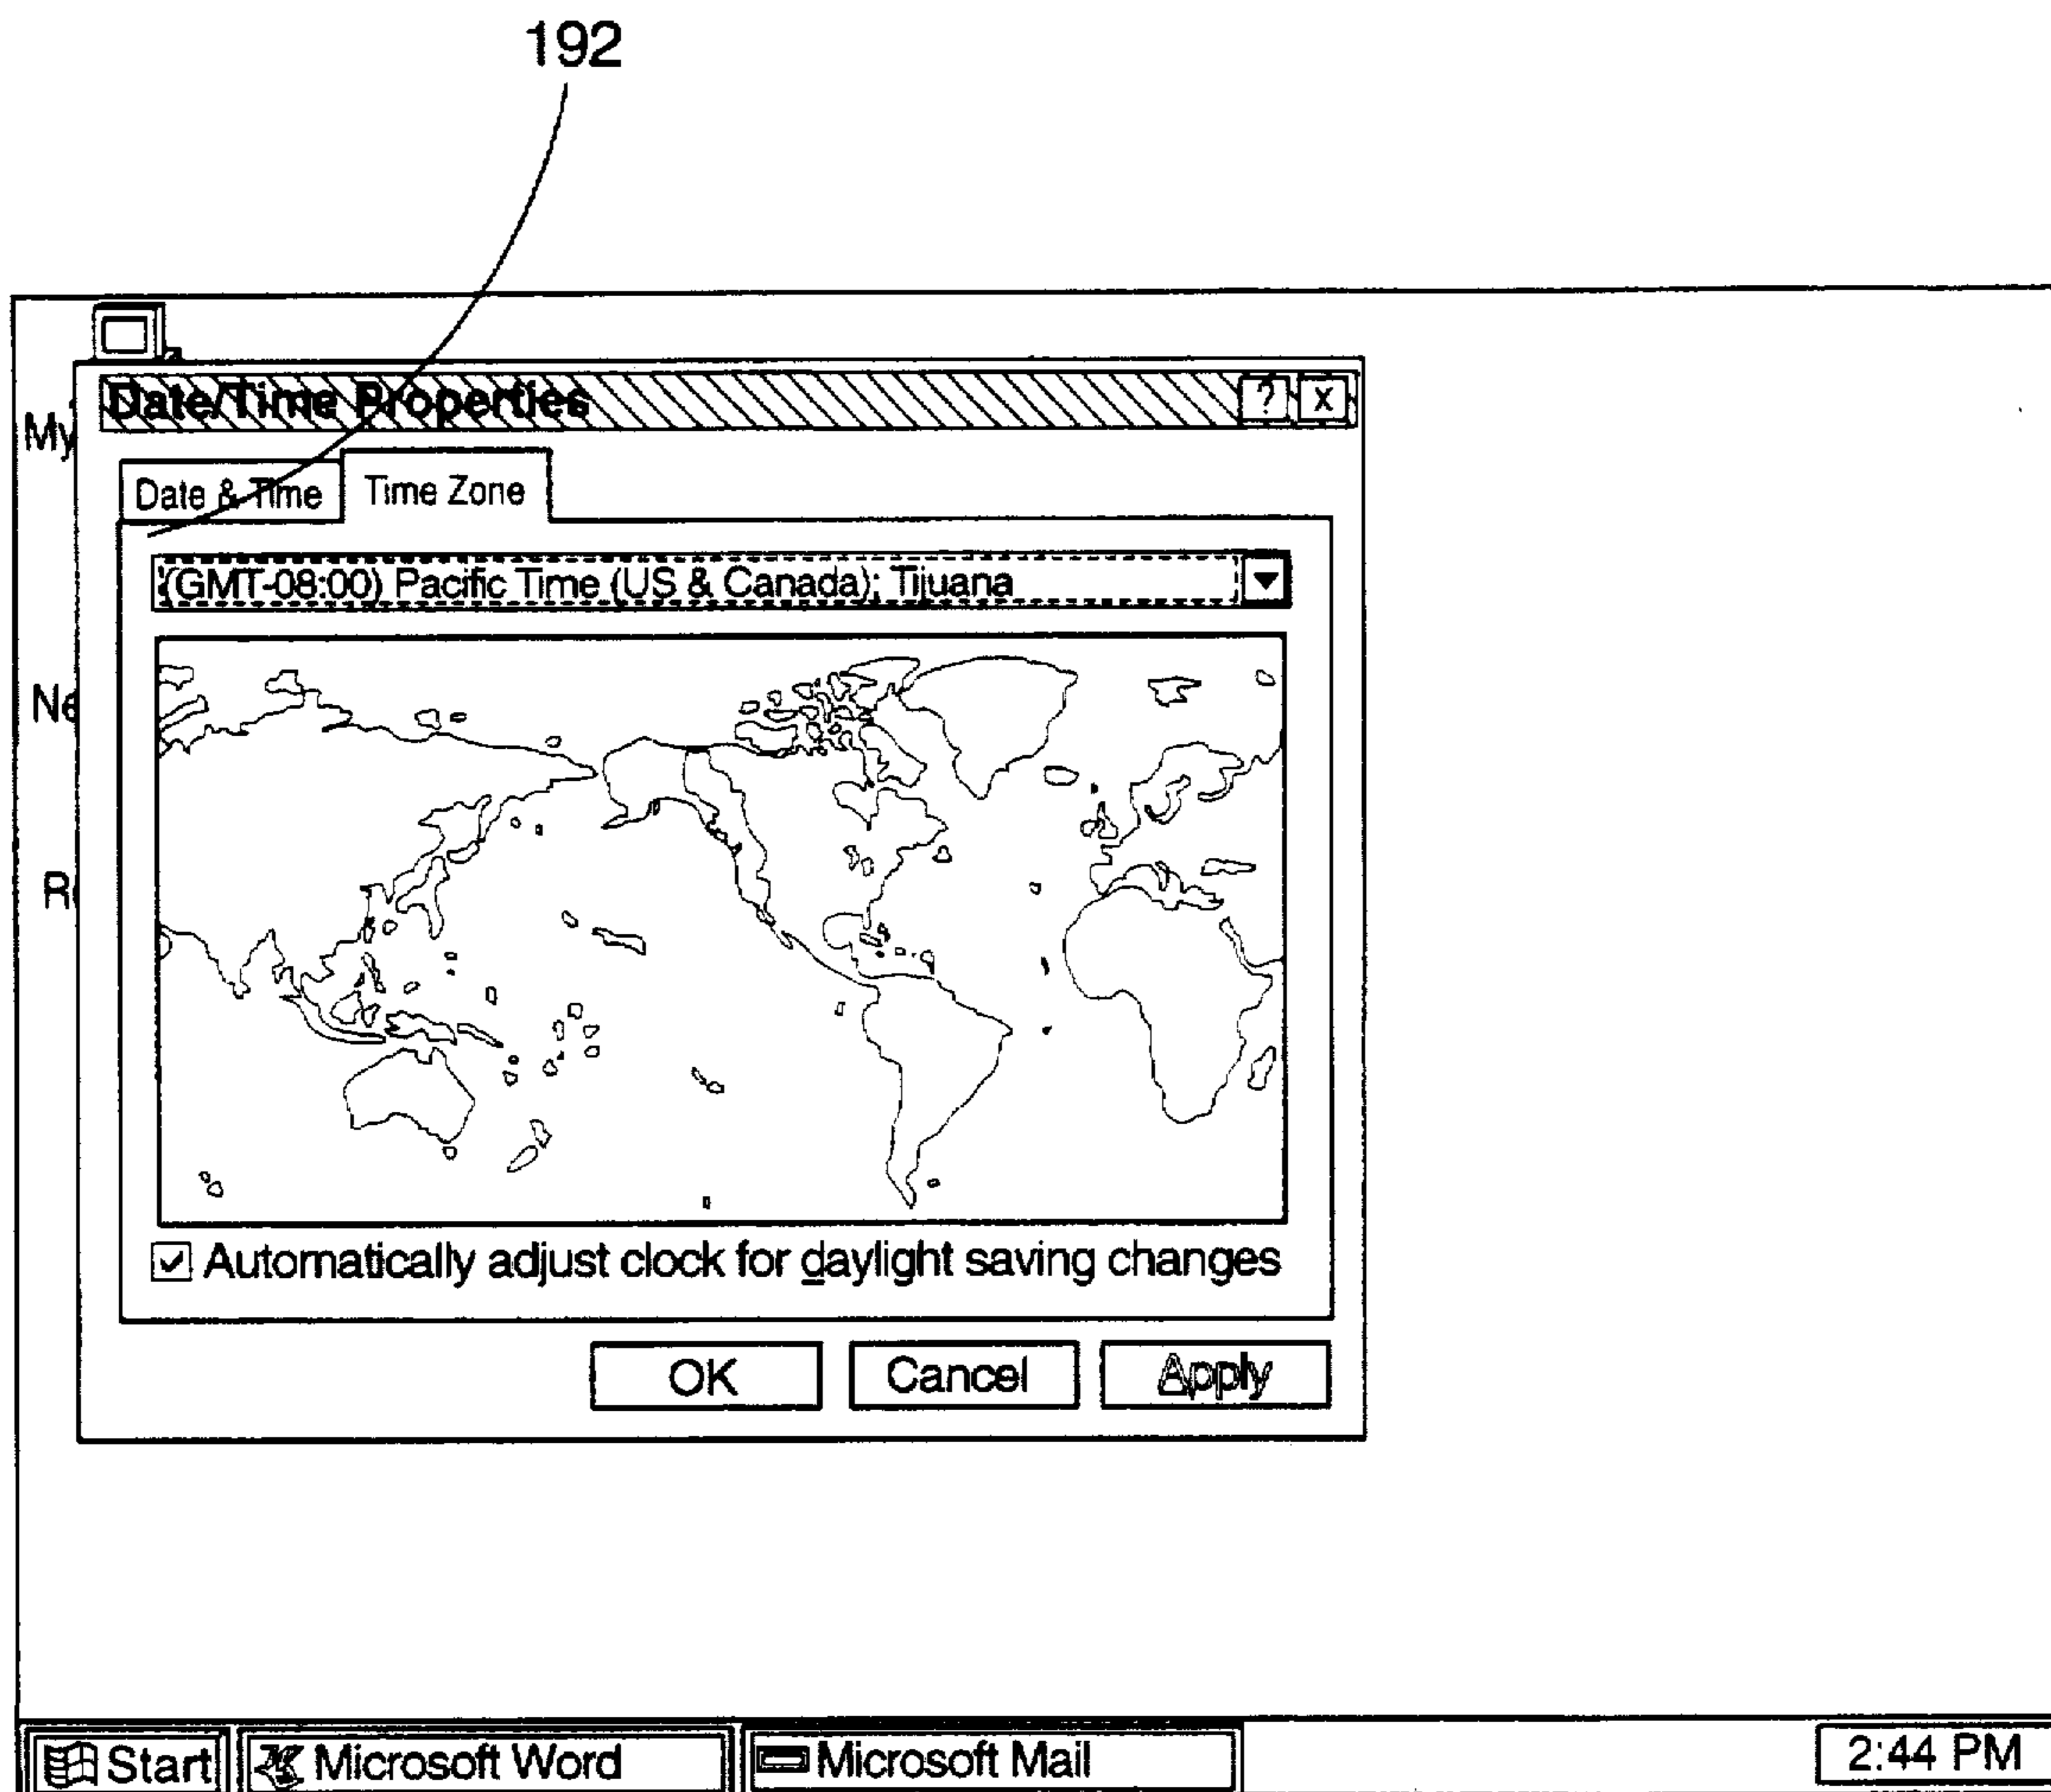 192
Date/Time Properties
? X
My
Date & Time Time Zone
(GMT-08:00) Pacific Time (US & Canada); Tijuana
Ne
R
Automatically adjust clock for daylight saving changes
OK Cancel Apply
Start Microsoft Word Microsoft Mail 2:44 PM